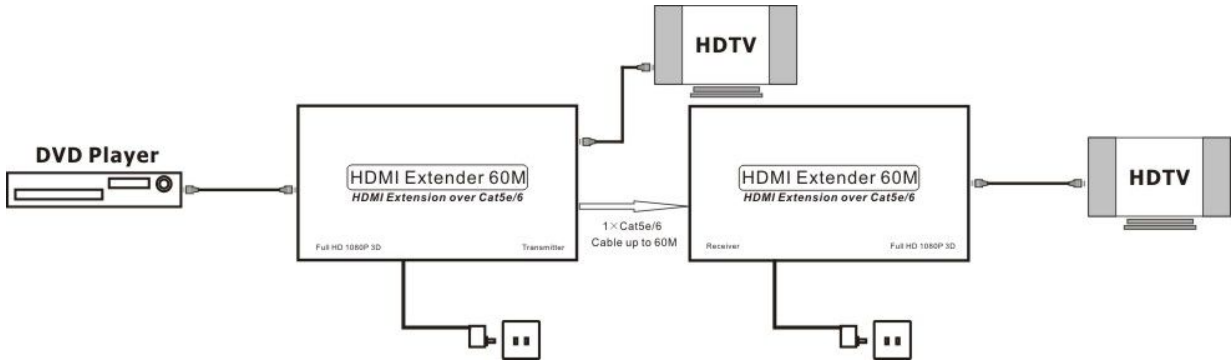 HDTV
DVD Player
HDMI Extender 60M
HDMI Extension over Cat5e/6
Full HD 1080P 3D
Transmitter
1×Cat5e/6
Cable up to 60M
HDMI Extender 60M
HDMI Extension over Cat5e/6
Receiver
Full HD 1080P 3D
HDTV